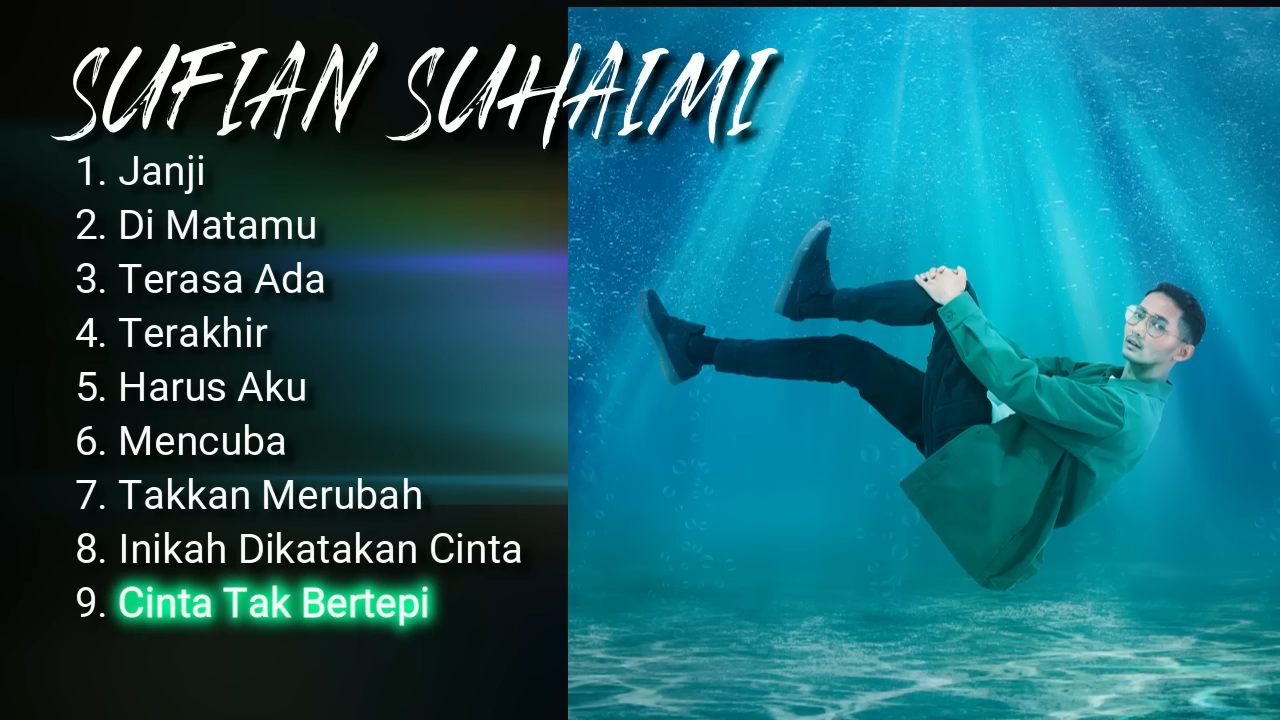 SUFIAN SUHAIMI
1. Janji
2. Di Matamu
3. Terasa Ada
4. Terakhir
5. Harus Aku
6. Mencuba
7. Takkan Merubah
8. Inikah Dikatakan Cinta
9. Cinta Tak Bertepi